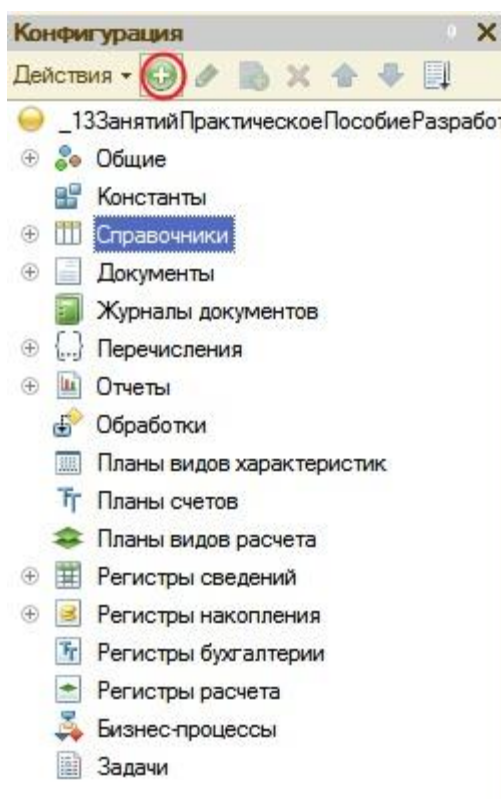 Конфигурация
Действия
_13ЗанятийПрактическоеПособиеРазработ
Общие
Константы
Справочники
Документы
Журналы документов
Перечисления
Отчеты
Обработки
Планы видов характеристик
Планы счетов
Планы видов расчета
Регистры сведений
Регистры накопления
Регистры бухгалтерии
Регистры расчета
Бизнес-процессы
Задачи